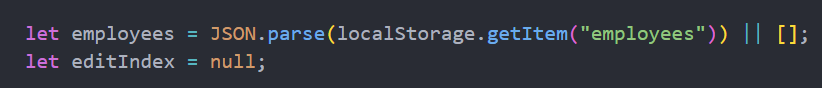 let employees = JSON.parse(localStorage.getItem("employees")) || [];
let editIndex = null;